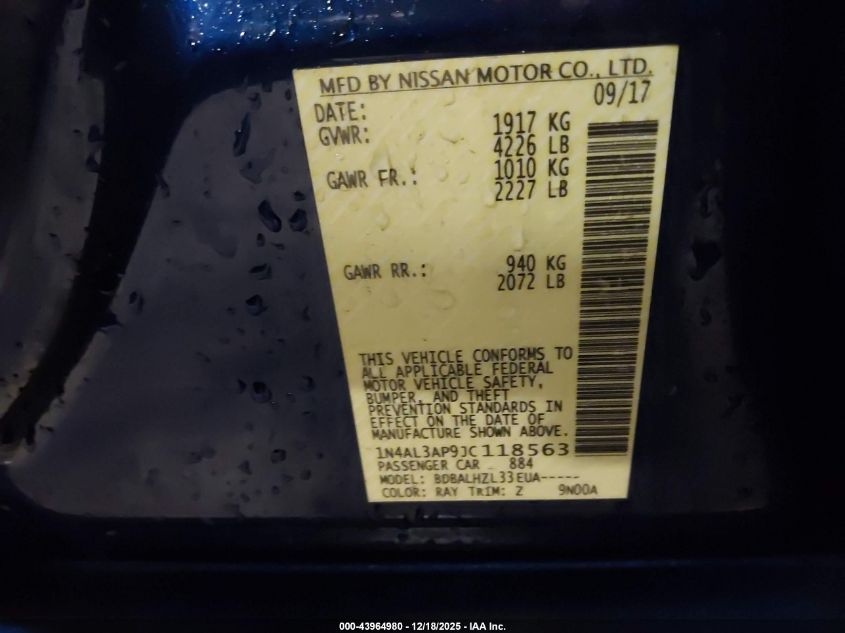 MFD BY NISSAN MOTOR CO., LTD.
DATE: 09/17
GVWR: 1917 KG
4226 LB
GAWR FR.: 1010 KG
2227 LB
GAWR RR.: 940 KG
2072 LB
THIS VEHICLE CONFORMS TO
ALL APPLICABLE FEDERAL
MOTOR VEHICLE SAFETY,
BUMPER, AND THEFT
PREVENTION STANDARDS IN
EFFECT ON THE DATE OF
MANUFACTURE SHOWN ABOVE.
1N4AL3AP9JC118563
PASSENGER CAR 884
MODEL: BDBALHZL33EUA-----
COLOR: RAY TRIM: Z 9N00A
000-43964980 - 12/18/2025 - IAA Inc.